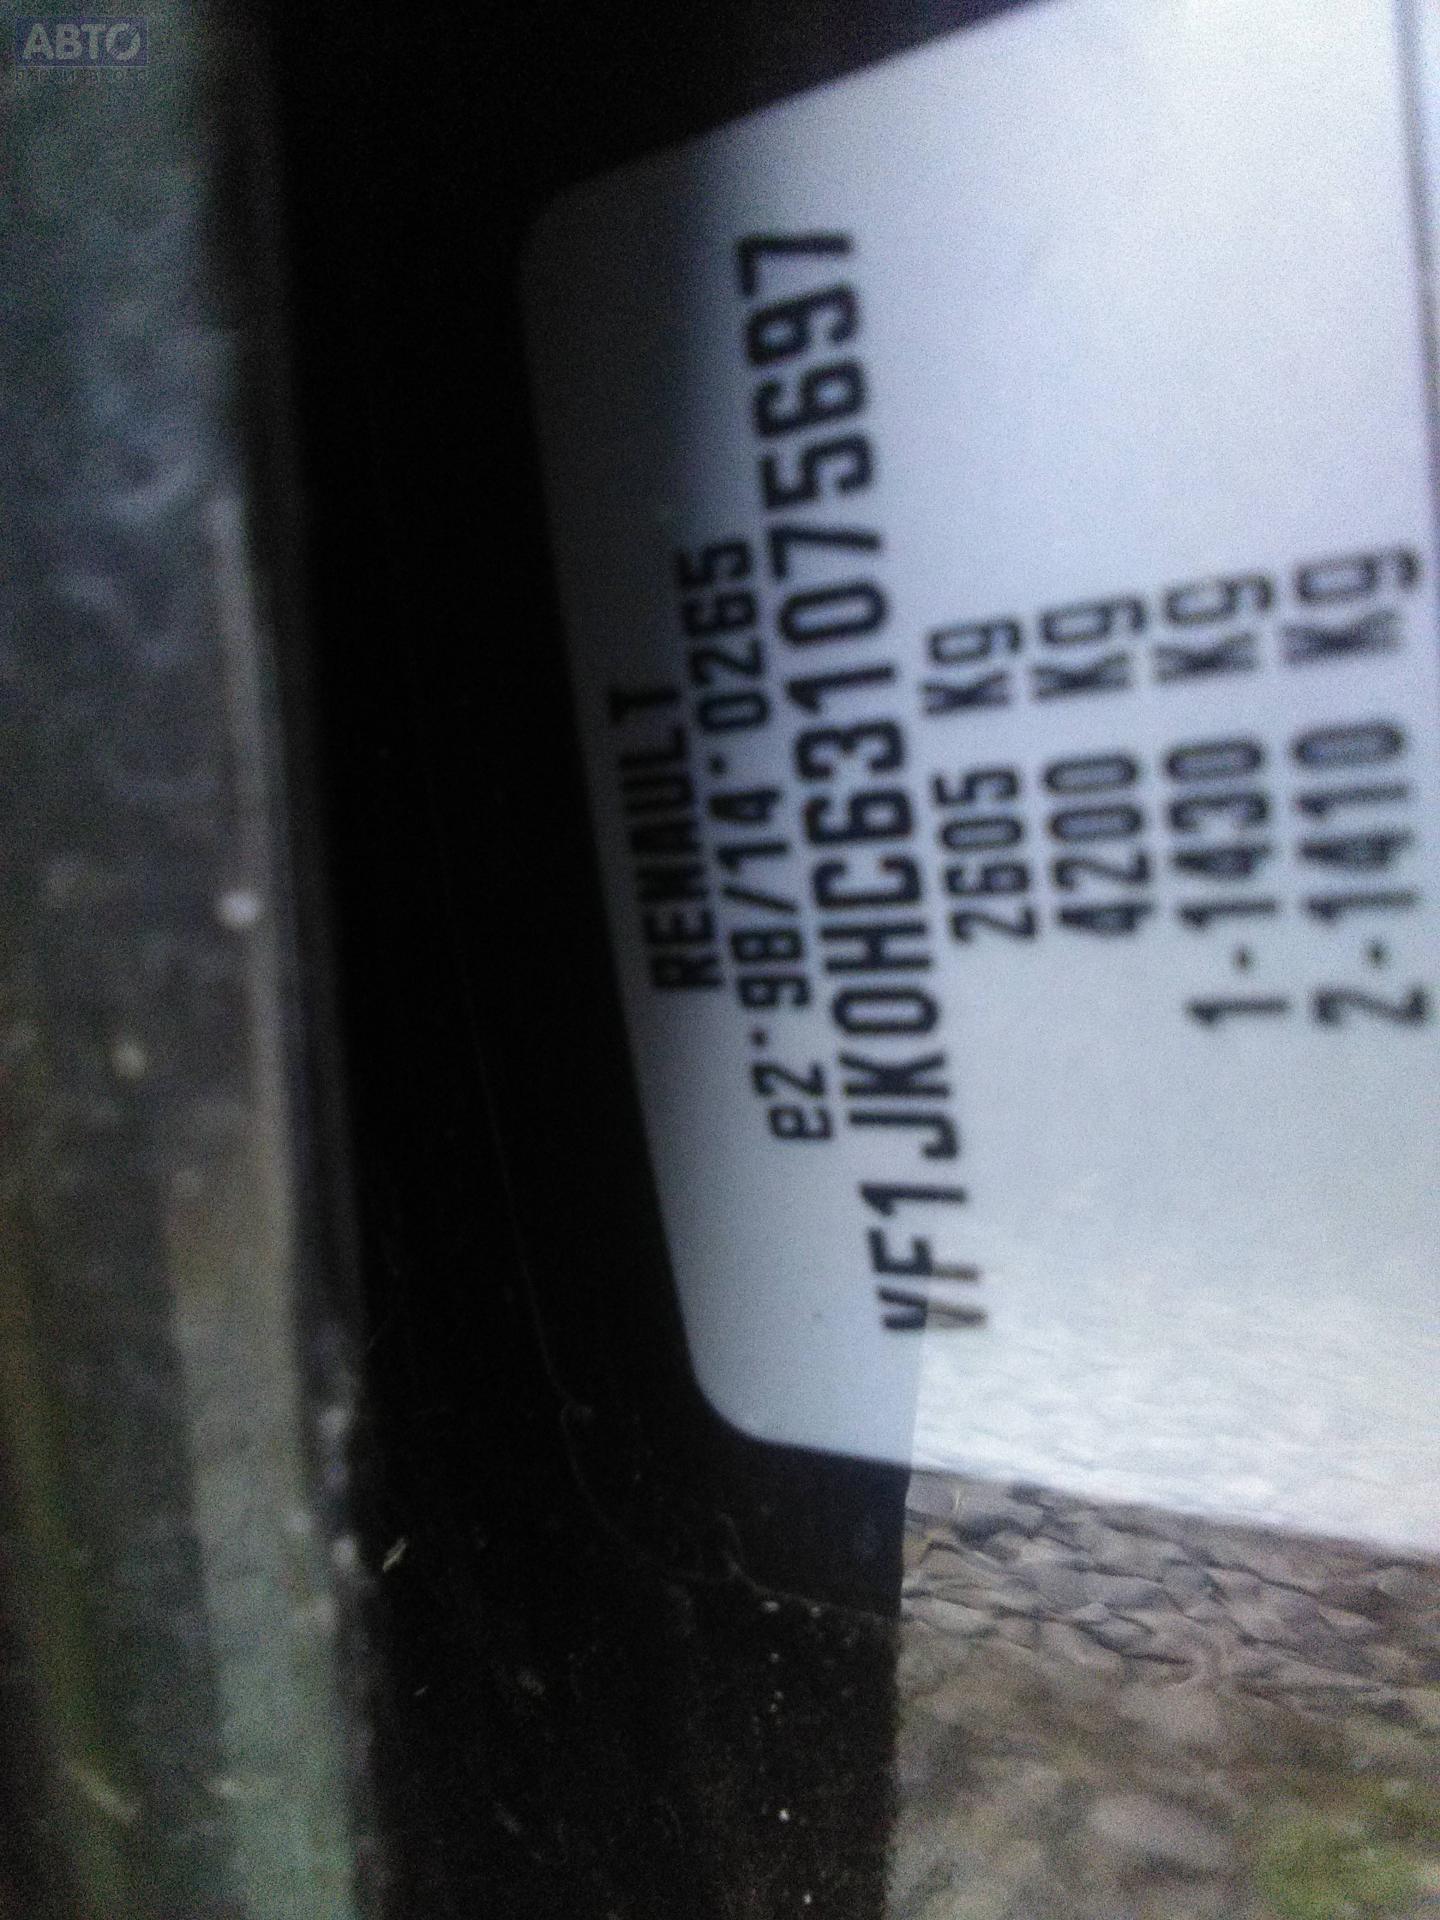 АВТО
RENAULT
e2*98/14*0265
VF1JK0HC631075697
2605 Kg
4200 Kg
1-1430 Kg
2-1410 Kg